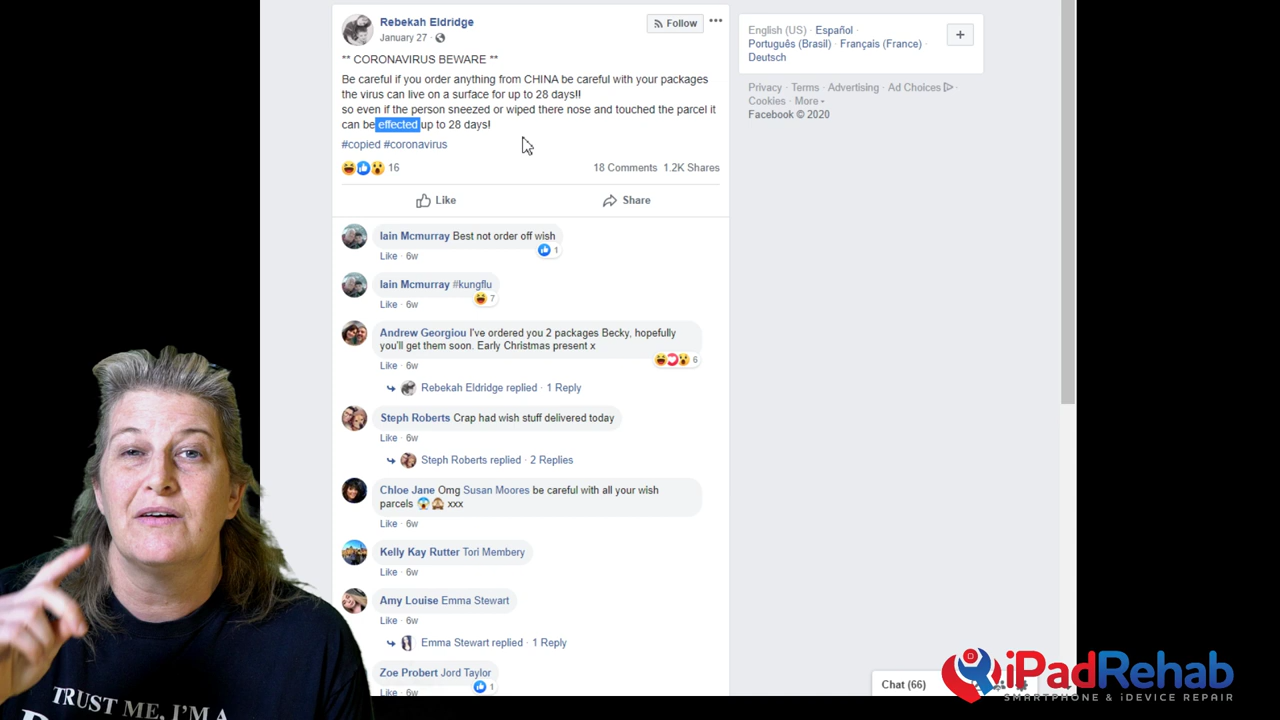 Rebekah Eldridge
January 27 ·
Follow
** CORONAVIRUS BEWARE **
Be careful if you order anything from CHINA be careful with your packages
the virus can live on a surface for up to 28 days!!
so even if the person sneezed or wiped there nose and touched the parcel it
can be effected up to 28 days!
#copied #coronavirus
16
18 Comments 1.2K Shares
Like Share
Iain Mcmurray Best not order off wish
1
Like · 6w
Iain Mcmurray #kungflu
7
Like · 6w
Andrew Georgiou I've ordered you 2 packages Becky, hopefully
you'll get them soon. Early Christmas present x
6
Like · 6w
Rebekah Eldridge replied · 1 Reply
Steph Roberts Crap had wish stuff delivered today
Like · 6w
Steph Roberts replied · 2 Replies
Chloe Jane Omg Susan Moores be careful with all your wish
parcels xxx
Like · 6w
Kelly Kay Rutter Tori Membery
Like · 6w
Amy Louise Emma Stewart
Like · 6w
Emma Stewart replied · 1 Reply
Zoe Probert Jord Taylor
1
Like · 6w
English (US) · Español ·
Português (Brasil) · Français (France) ·
Deutsch
Privacy · Terms · Advertising · Ad Choices ·
Cookies · More
Facebook © 2020
Chat (66)
iPadRehab
SMARTPHONE & iDEVICE REPAIR
TRUST ME, I'M A